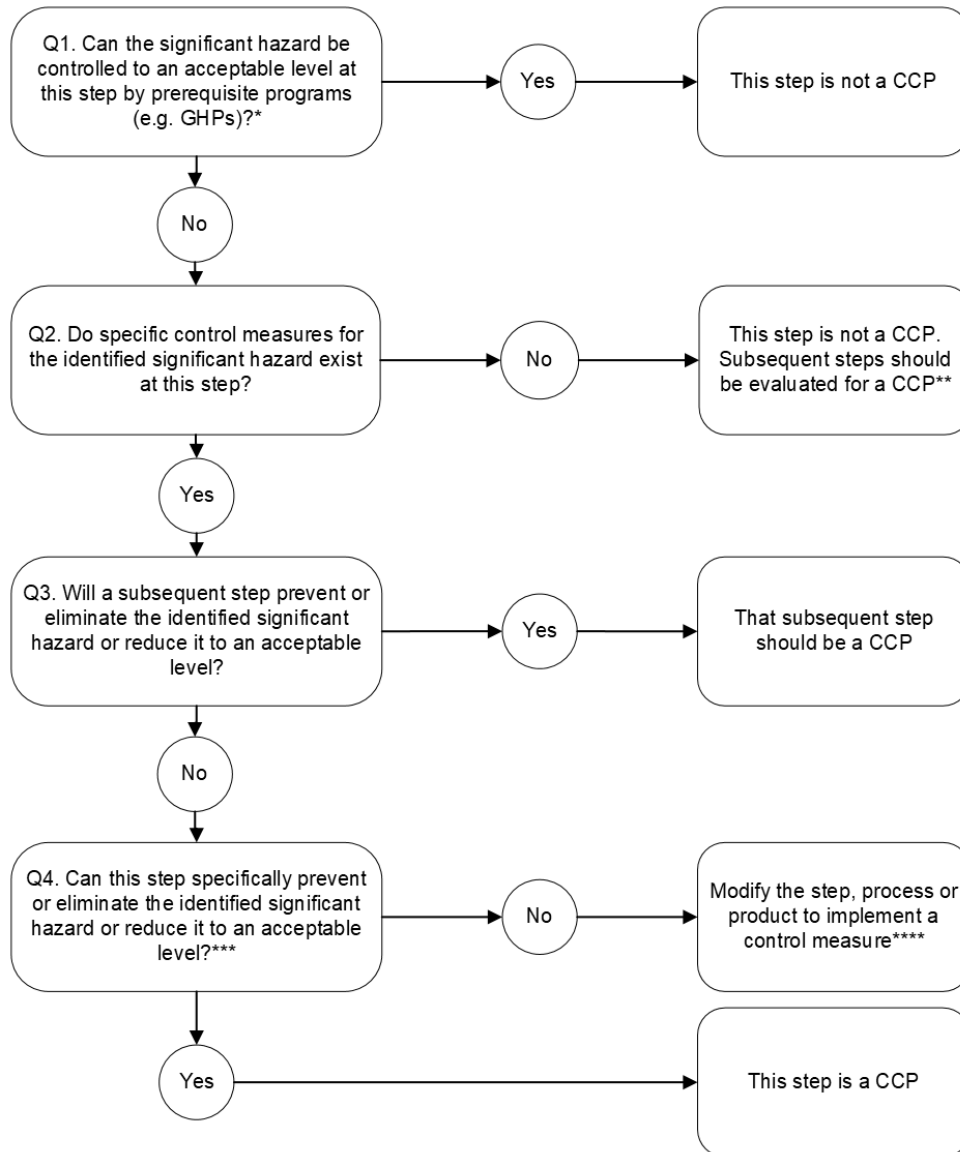 Q1. Can the significant hazard be
controlled to an acceptable level at
this step by prerequisite programs
(e.g. GHPs)?*
Yes
This step is not a CCP
No
Q2. Do specific control measures for
the identified significant hazard exist
at this step?
No
This step is not a CCP.
Subsequent steps should
be evaluated for a CCP**
Yes
Q3. Will a subsequent step prevent or
eliminate the identified significant
hazard or reduce it to an acceptable
level?
Yes
That subsequent step
should be a CCP
No
Q4. Can this step specifically prevent
or eliminate the identified significant
hazard or reduce it to an acceptable
level?***
No
Modify the step, process or
product to implement a
control measure****
Yes
This step is a CCP